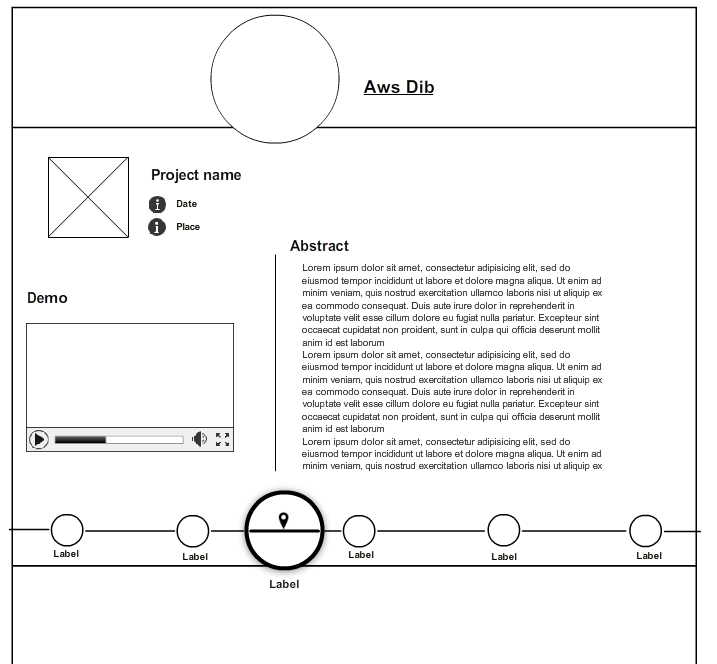 Aws Dib
Project name
Date
Place
Abstract
Lorem ipsum dolor sit amet, consectetur adipisicing elit, sed do
eiusmod tempor incididunt ut labore et dolore magna aliqua. Ut enim ad
minim veniam, quis nostrud exercitation ullamco laboris nisi ut aliquip ex
ea commodo consequat. Duis aute irure dolor in reprehenderit in
voluptate velit esse cillum dolore eu fugiat nulla pariatur. Excepteur sint
occaecat cupidatat non proident, sunt in culpa qui officia deserunt mollit
anim id est laborum
Lorem ipsum dolor sit amet, consectetur adipisicing elit, sed do
eiusmod tempor incididunt ut labore et dolore magna aliqua. Ut enim ad
minim veniam, quis nostrud exercitation ullamco laboris nisi ut aliquip ex
ea commodo consequat. Duis aute irure dolor in reprehenderit in
voluptate velit esse cillum dolore eu fugiat nulla pariatur. Excepteur sint
occaecat cupidatat non proident, sunt in culpa qui officia deserunt mollit
anim id est laborum
Lorem ipsum dolor sit amet, consectetur adipisicing elit, sed do
eiusmod tempor incididunt ut labore et dolore magna aliqua. Ut enim ad
minim veniam, quis nostrud exercitation ullamco laboris nisi ut aliquip ex
Demo
Label
Label
Label
Label
Label
Label